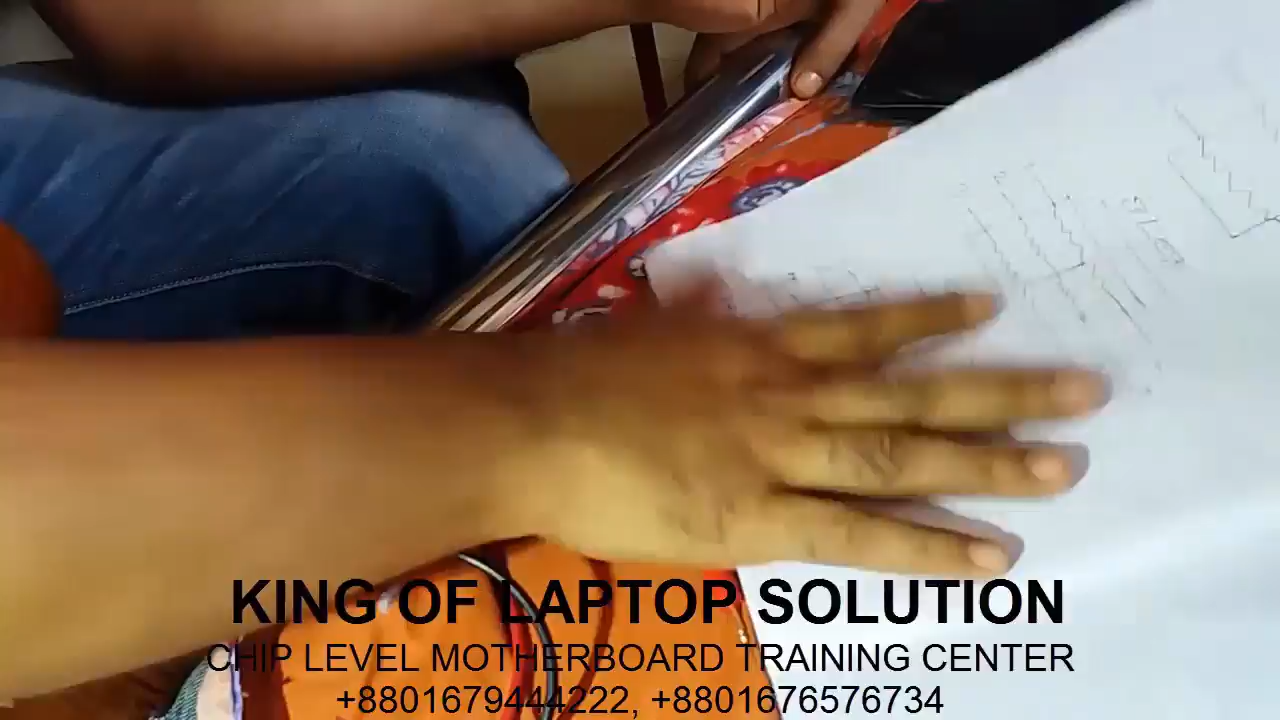 KING OF LAPTOP SOLUTION
CHIP LEVEL MOTHERBOARD TRAINING CENTER
+8801679444222, +8801676576734